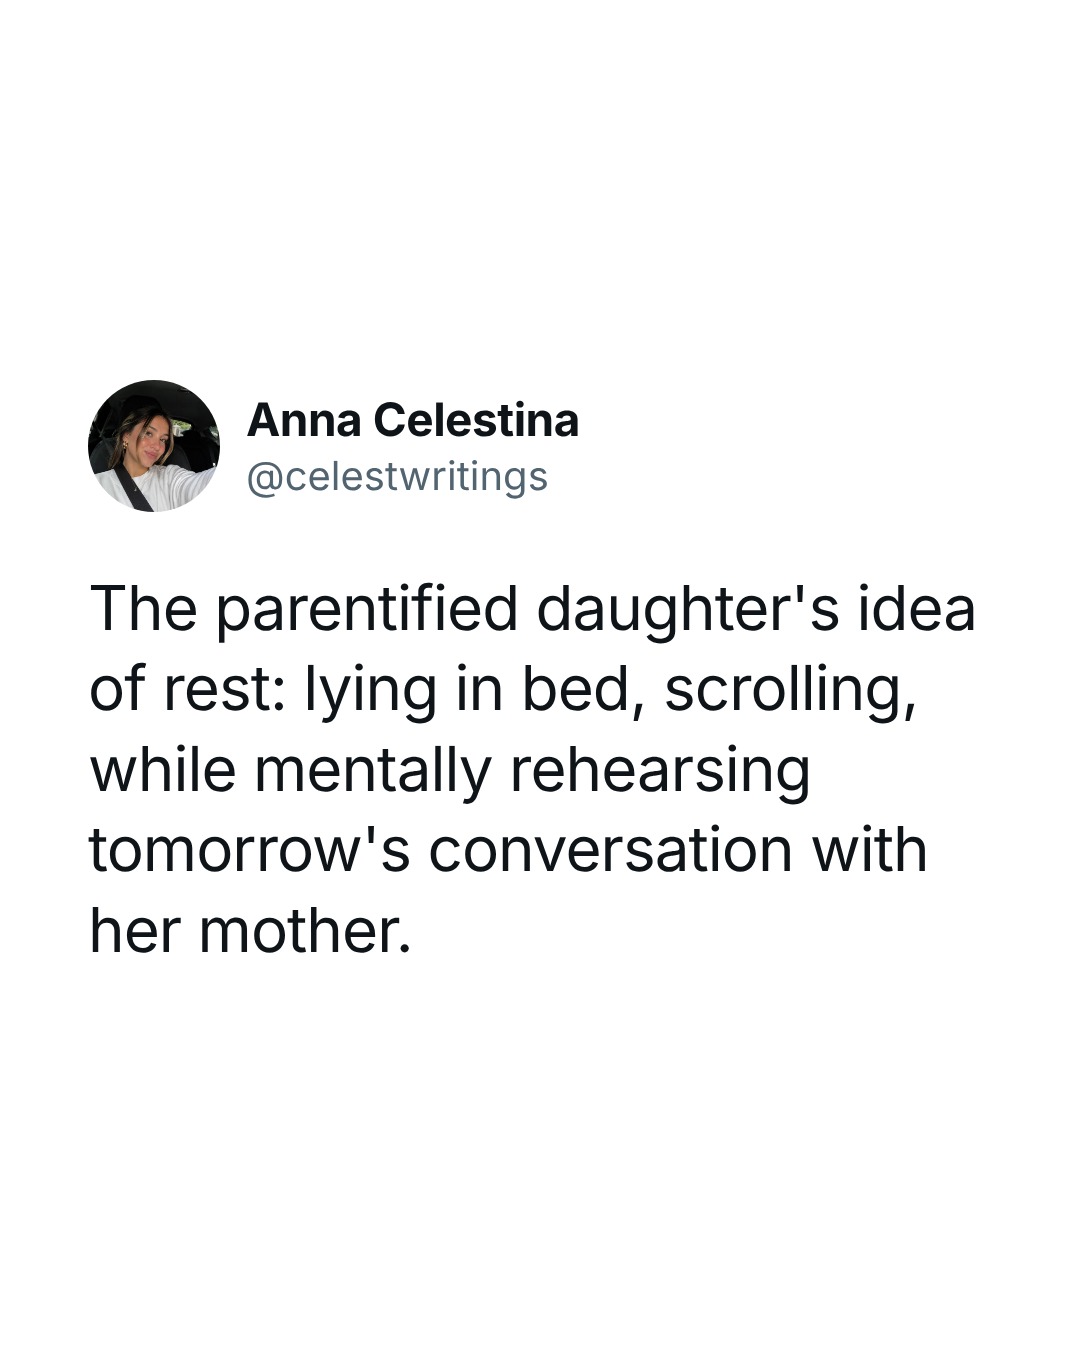 Anna Celestina
@celestwritings
The parentified daughter's idea
of rest: lying in bed, scrolling,
while mentally rehearsing
tomorrow's conversation with
her mother.